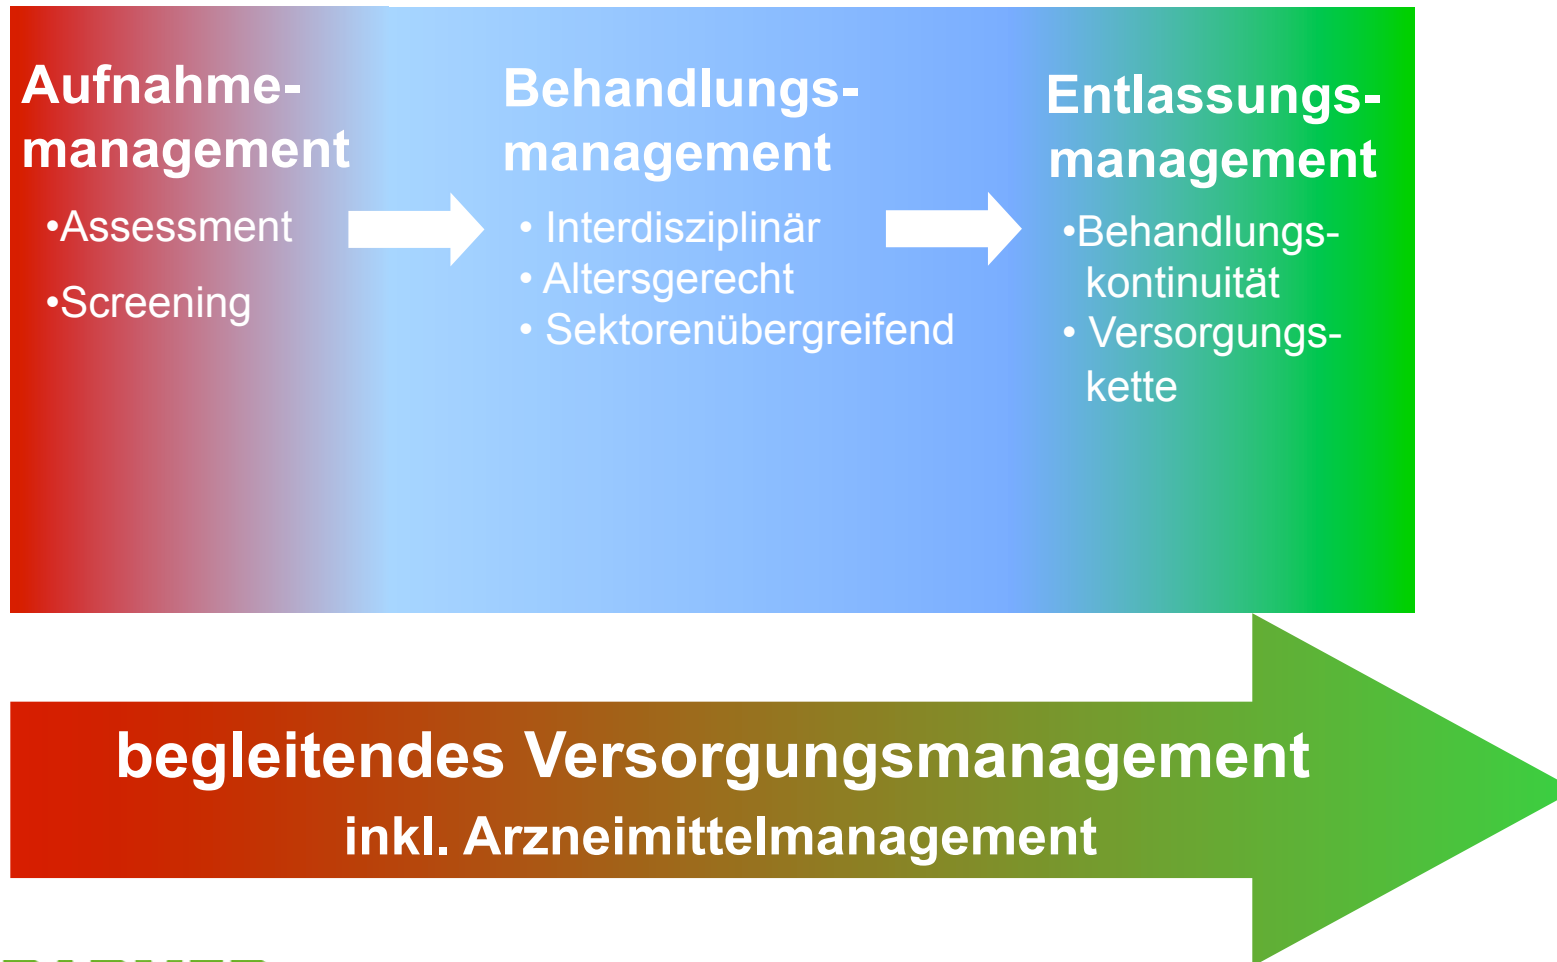 Aufnahme-
management
•Assessment
•Screening
Behandlungs-
management
• Interdisziplinär
• Altersgerecht
• Sektorenübergreifend
Entlassungs-
management
•Behandlungs-
kontinuität
• Versorgungs-
kette
begleitendes Versorgungsmanagement
inkl. Arzneimittelmanagement